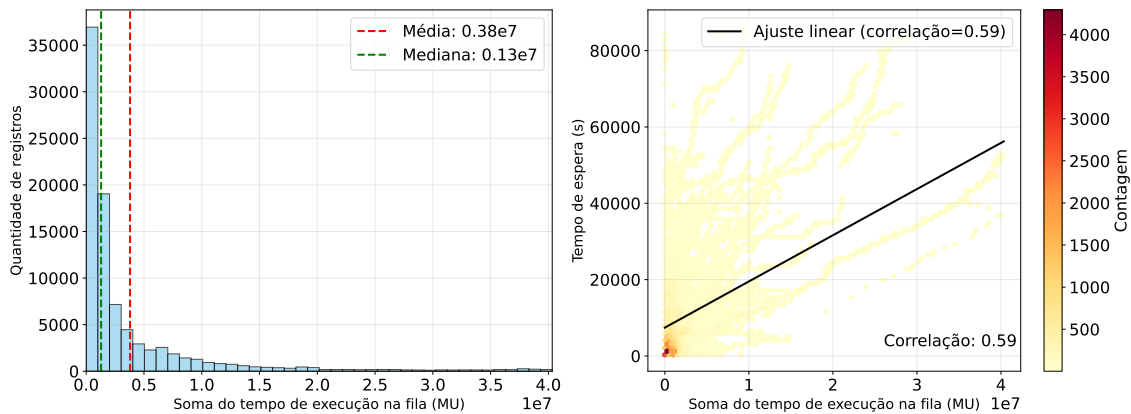 Média: 0.38e7
Mediana: 0.13e7
Quantidade de registros
35000
30000
25000
20000
15000
10000
5000
0
0.0 0.5 1.0 1.5 2.0 2.5 3.0 3.5 4.0
1e7
Soma do tempo de execução na fila (MU)
Ajuste linear (correlação=0.59)
Tempo de espera (s)
80000
60000
40000
20000
0
Correlação: 0.59
0 1 2 3 4
1e7
Soma do tempo de execução na fila (MU)
4000
3500
3000
2500
2000
1500
1000
500
Contagem